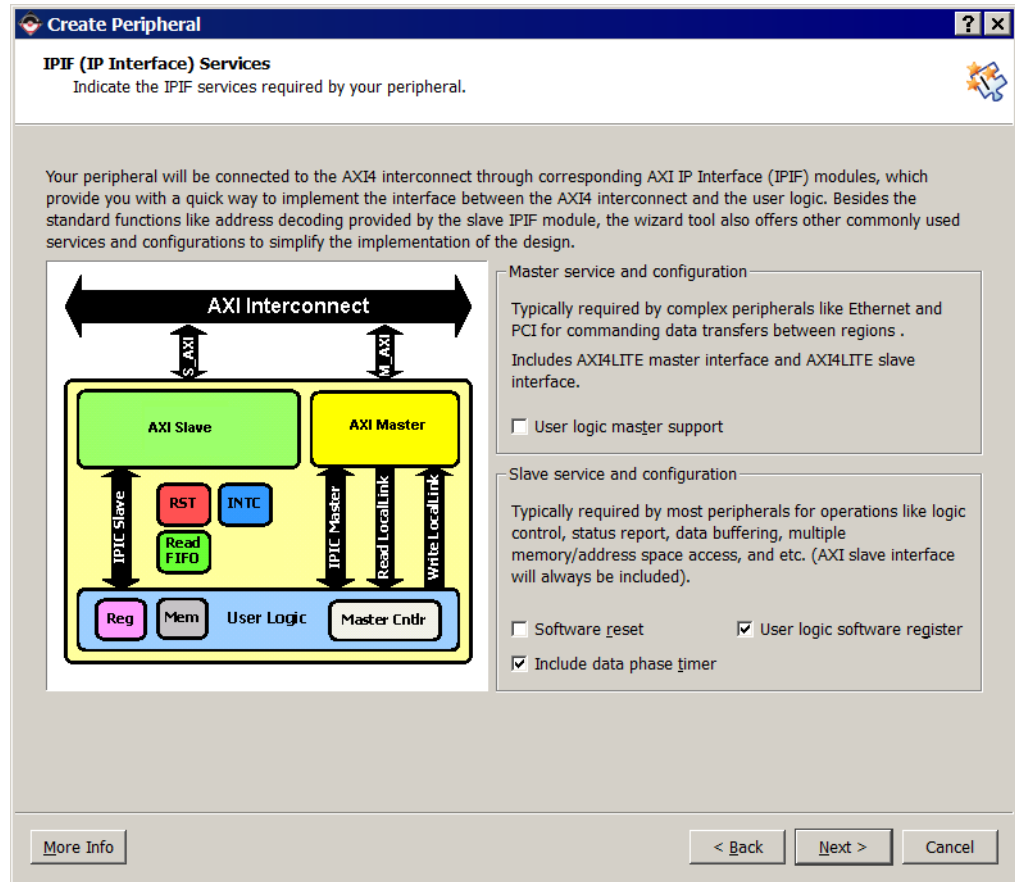 Create Peripheral
IPIF (IP Interface) Services
Indicate the IPIF services required by your peripheral.
Your peripheral will be connected to the AXI4 interconnect through corresponding AXI IP Interface (IPIF) modules, which
provide you with a quick way to implement the interface between the AXI4 interconnect and the user logic. Besides the
standard functions like address decoding provided by the slave IPIF module, the wizard tool also offers other commonly used
services and configurations to simplify the implementation of the design.
AXI Interconnect
S_AXI
M_AXI
AXI Slave
AXI Master
IPIC Slave
RST
INTC
Read
FIFO
IPIC Master
Read LocalLink
Write LocalLink
Reg
Mem
User Logic
Master Cntlr
Master service and configuration
Typically required by complex peripherals like Ethernet and
PCI for commanding data transfers between regions .
Includes AXI4LITE master interface and AXI4LITE slave
interface.
User logic master support
Slave service and configuration
Typically required by most peripherals for operations like logic
control, status report, data buffering, multiple
memory/address space access, and etc. (AXI slave interface
will always be included).
Software reset
User logic software register
Include data phase timer
More Info
< Back
Next >
Cancel